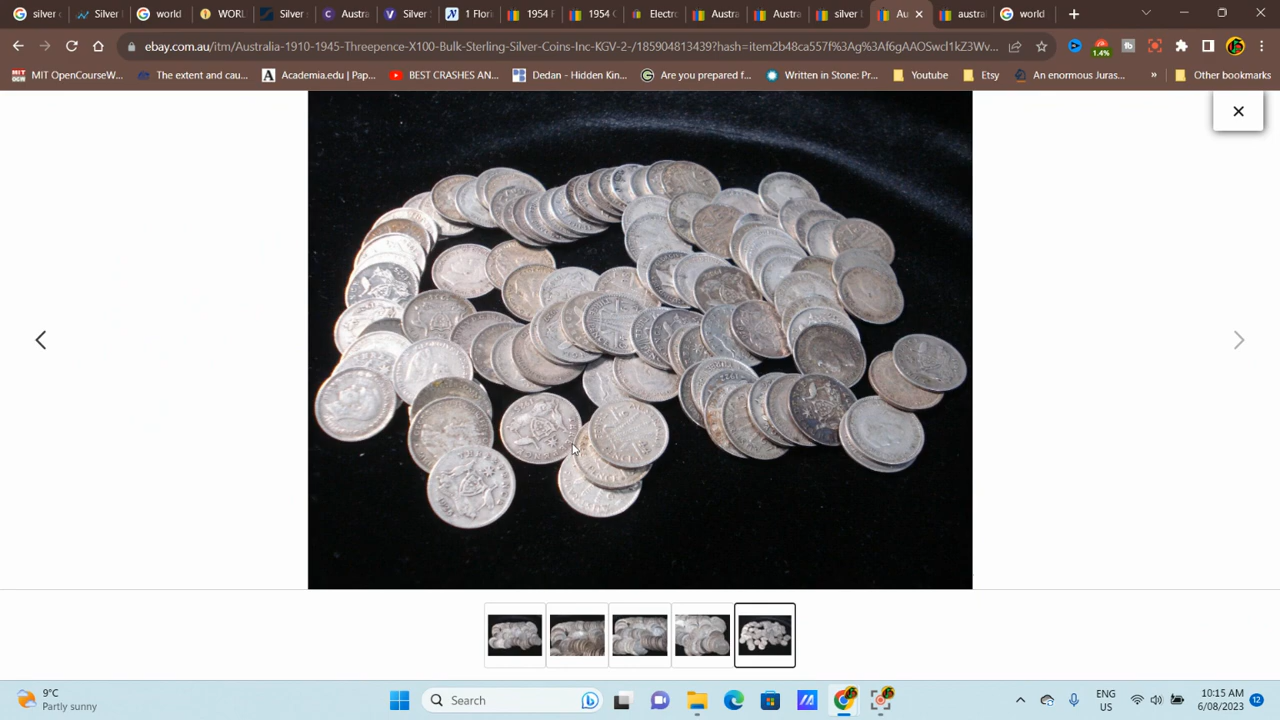 silver c
Silver
world
WORL
Silver
Austra
Silver
1 Flori
1954 F
1954 C
Electro
Austra
Austra
silver b
Au
austra
world
ebay.com.au/itm/Australia-1910-1945-Threepence-X100-Bulk-Sterling-Silver-Coins-Inc-KGV-2-/185904813439?hash=item2b48ca557f%3Ag%3Af6gAAOSwcl1kZ3Wv...
1.4%
MIT OpenCourseW...
The extent and cau...
Academia.edu | Pap...
BEST CRASHES AN...
Dedan - Hidden Kin...
Are you prepared f...
Written in Stone: Pr...
Youtube
Etsy
An enormous Juras...
»
Other bookmarks
9°C
Partly sunny
Search
ENG
US
10:15 AM
6/08/2023
12